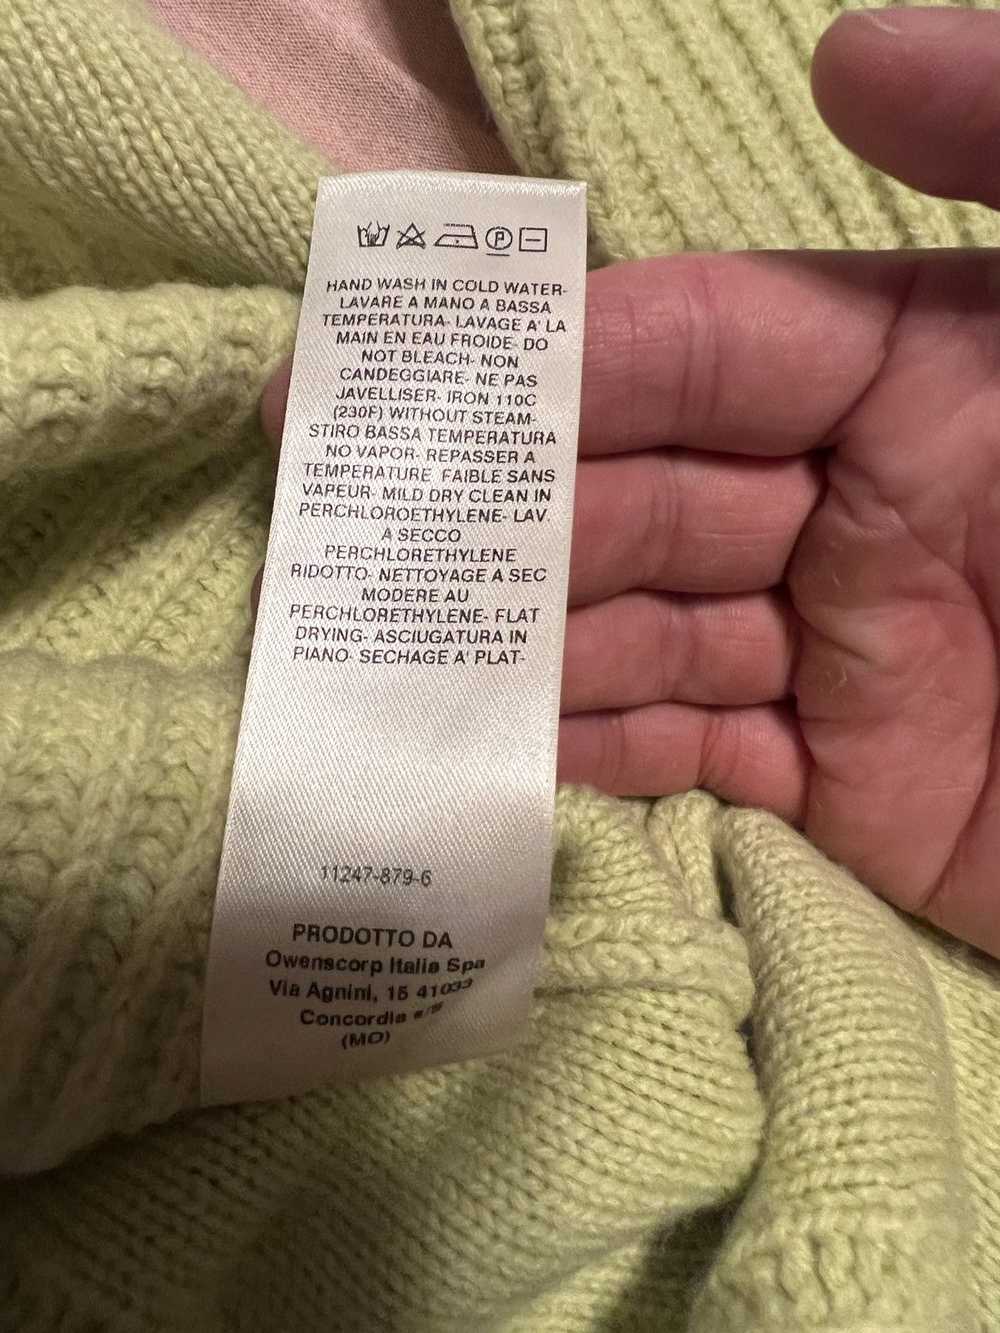 P
HAND WASH IN COLD WATER-
LAVARE A MANO A BASSA
TEMPERATURA- LAVAGE A' LA
MAIN EN EAU FROIDE- DO
NOT BLEACH- NON
CANDEGGIARE- NE PAS
JAVELLISER- IRON 110C
(230F) WITHOUT STEAM-
STIRO BASSA TEMPERATURA
NO VAPOR- REPASSER A
TEMPERATURE FAIBLE SANS
VAPEUR- MILD DRY CLEAN IN
PERCHLOROETHYLENE- LAV.
A SECCO
PERCHLORETHYLENE
RIDOTTO- NETTOYAGE A SEC
MODERE AU
PERCHLORETHYLENE- FLAT
DRYING- ASCIUGATURA IN
PIANO- SECHAGE A' PLAT-
11247-879-6
PRODOTTO DA
Owenscorp Italia Spa
Via Agnini, 15 41033
Concordia s/S
(MO)